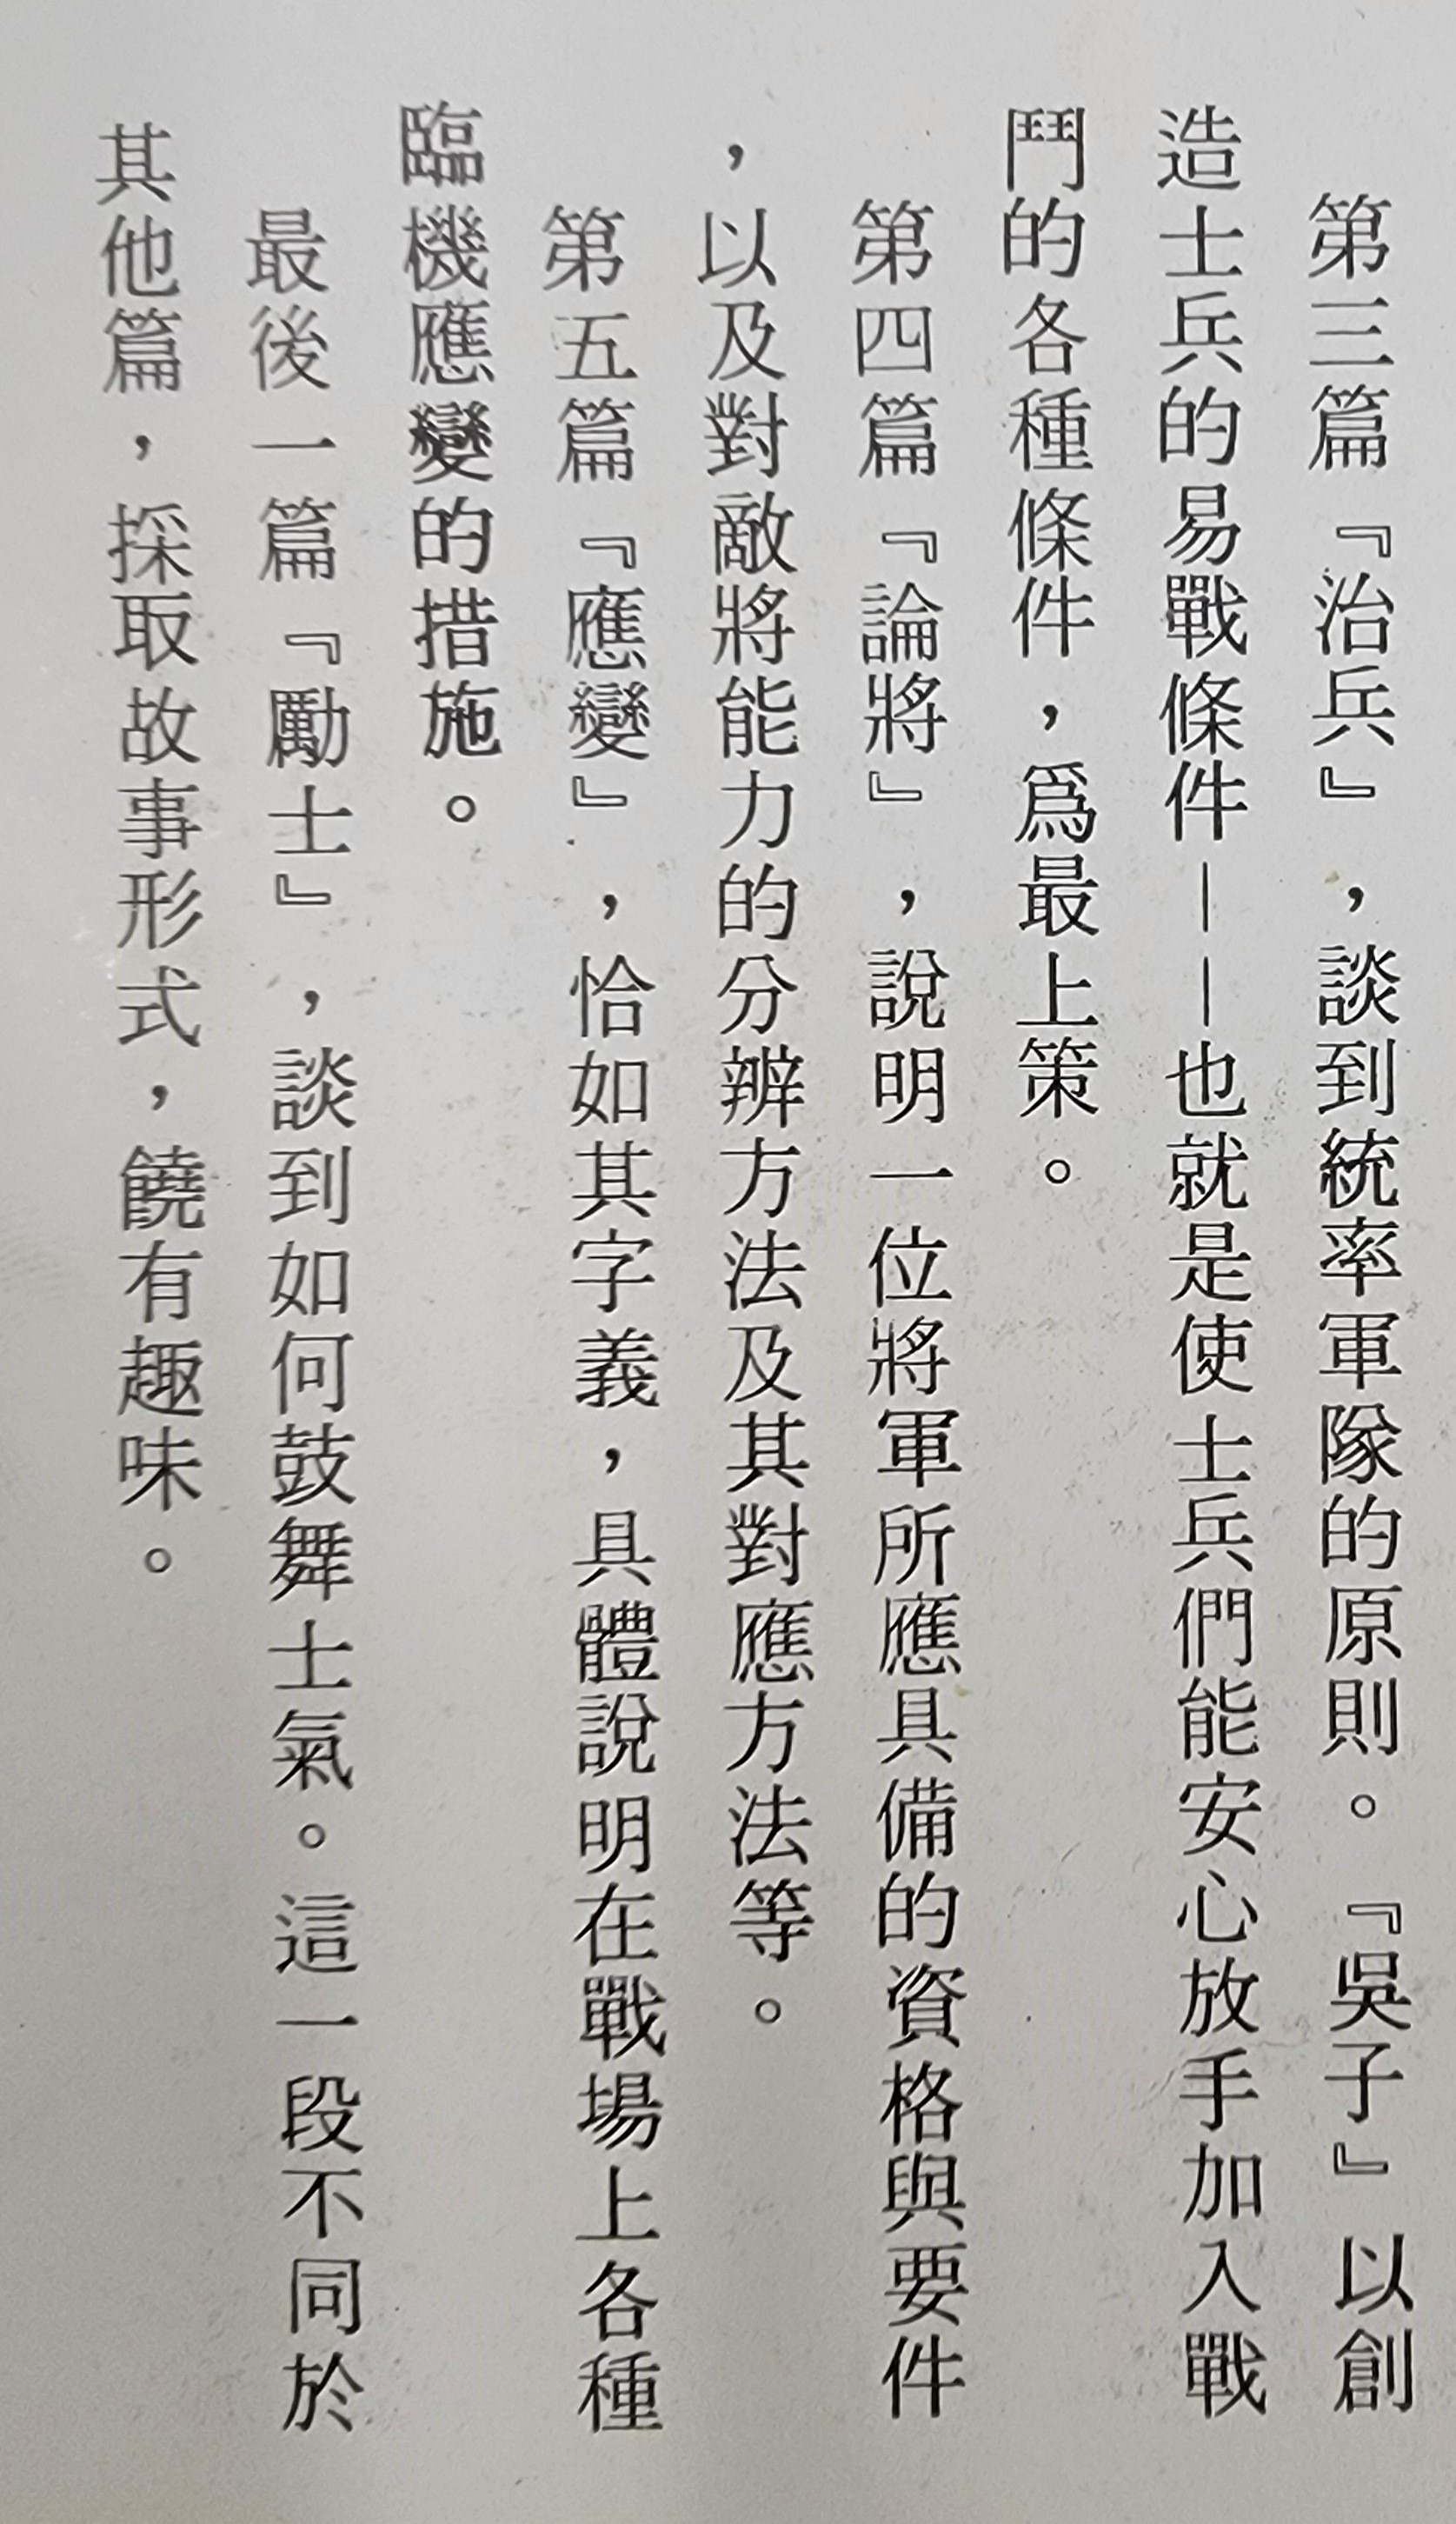 第三篇『治兵』，談到統率軍隊的原則。『吳子』以創
造士兵的易戰條件——也就是使士兵們能安心放手加入戰
鬥的各種條件，爲最上策。
第四篇『論將』，說明一位將軍所應具備的資格與要件
，以及對敵將能力的分辨方法及其對應方法等。
第五篇『應變』，恰如其字義，具體說明在戰場上各種
臨機應變的措施。
最後一篇『勵士』，談到如何鼓舞士氣。這一段不同於
其他篇，採取故事形式，饒有趣味。